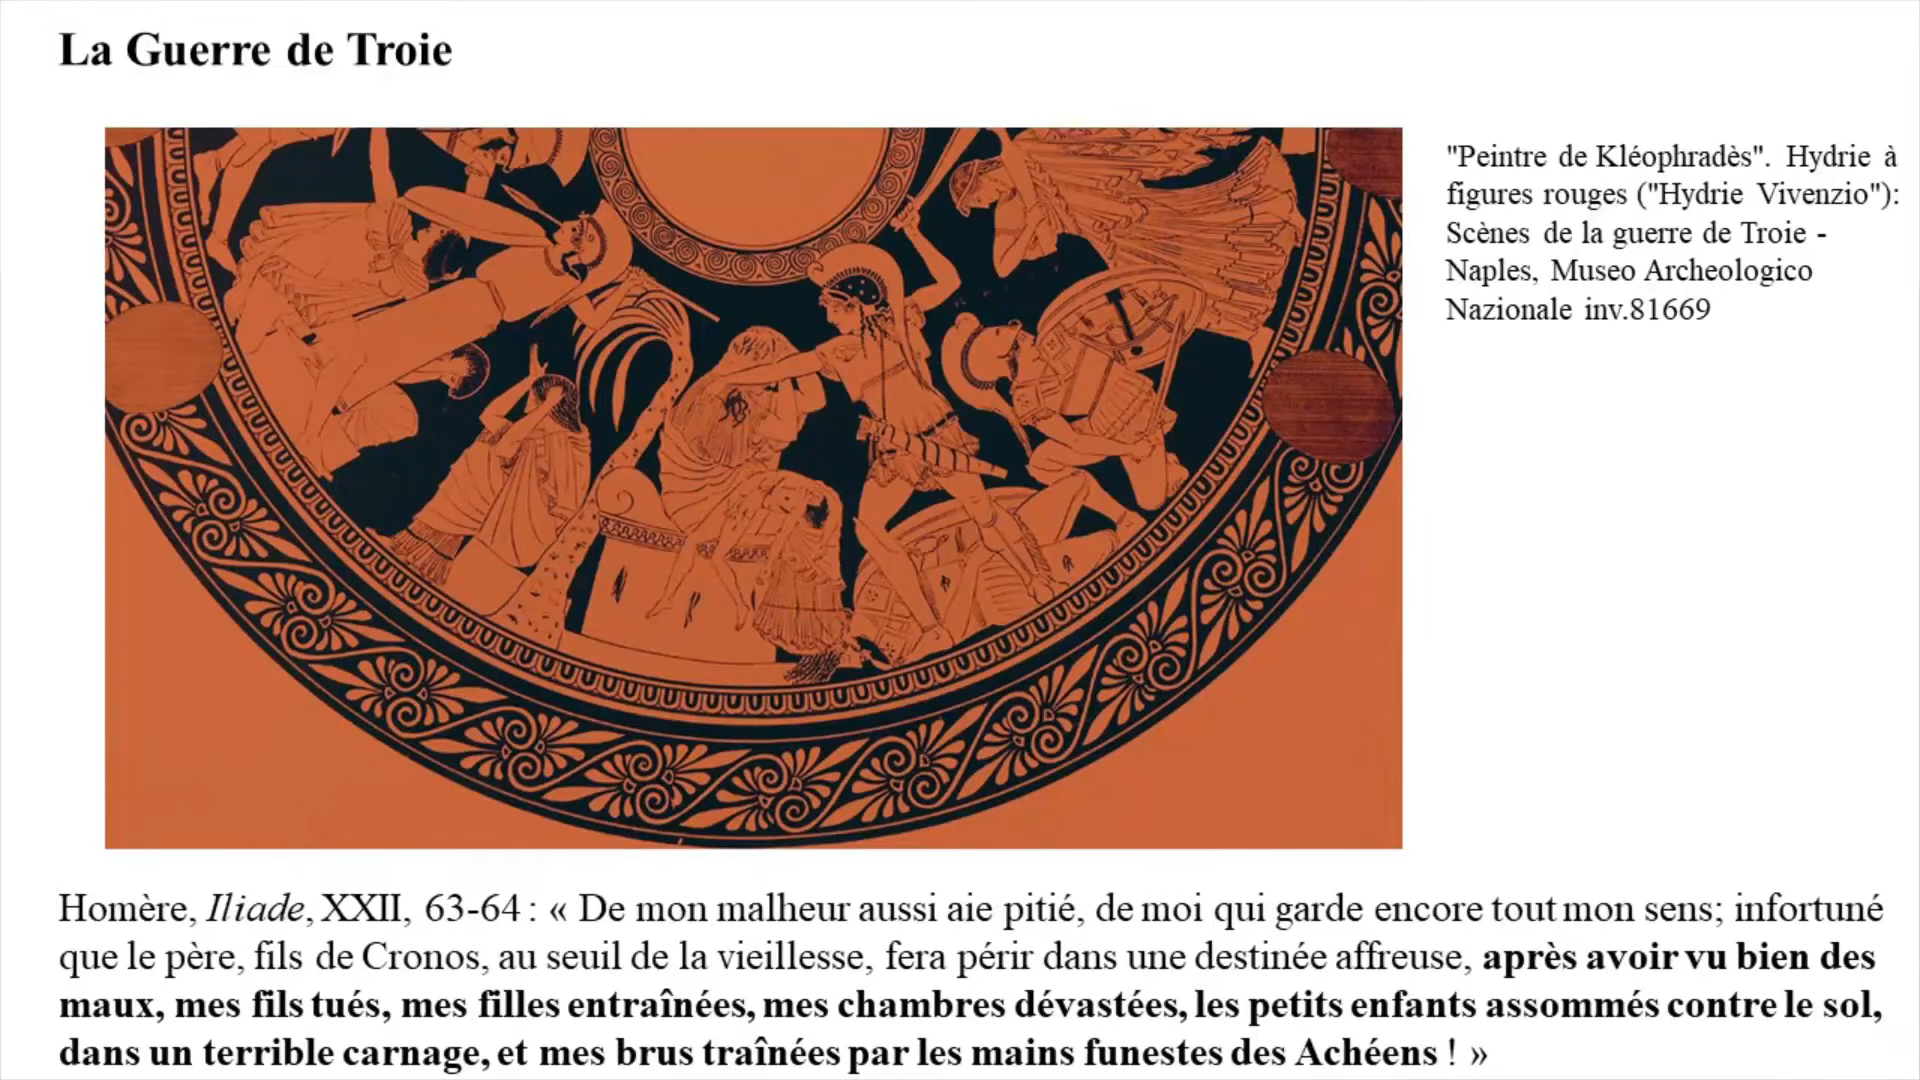 La Guerre de Troie
"Peintre de Kléophradès". Hydrie à
figures rouges ("Hydrie Vivenzio"):
Scènes de la guerre de Troie -
Naples, Museo Archeologico
Nazionale inv.81669
Homère, Iliade, XXII, 63-64 : « De mon malheur aussi aie pitié, de moi qui garde encore tout mon sens; infortuné
que le père, fils de Cronos, au seuil de la vieillesse, fera périr dans une destinée affreuse, après avoir vu bien des
maux, mes fils tués, mes filles entraînées, mes chambres dévastées, les petits enfants assommés contre le sol,
dans un terrible carnage, et mes brus traînées par les mains funestes des Achéens ! »